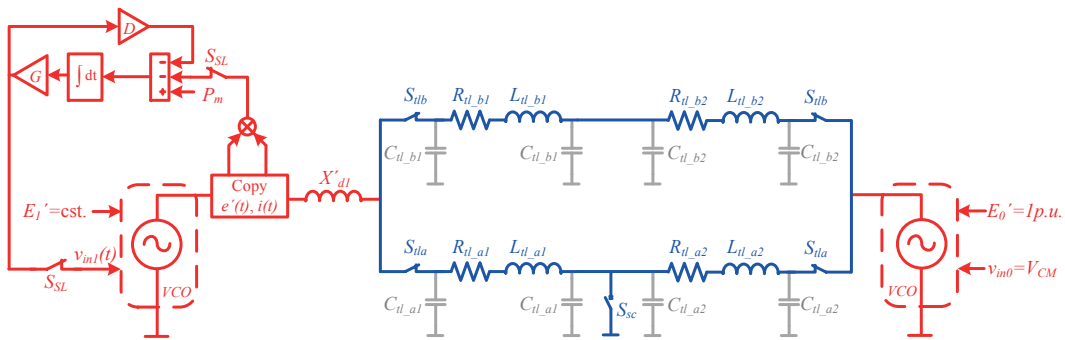 D
G
∫ dt
−
−
+
S_SL
P_m
Copy
e′(t), i(t)
X′_d1
E_1′=cst.
v_in1(t)
S_SL
VCO
S_tlb
R_tl_b1
L_tl_b1
R_tl_b2
L_tl_b2
S_tlb
C_tl_b1
C_tl_b1
C_tl_b2
C_tl_b2
S_tla
R_tl_a1
L_tl_a1
R_tl_a2
L_tl_a2
S_tla
C_tl_a1
C_tl_a1
S_sc
C_tl_a2
C_tl_a2
E_0′=1p.u.
v_in0=V_CM
VCO